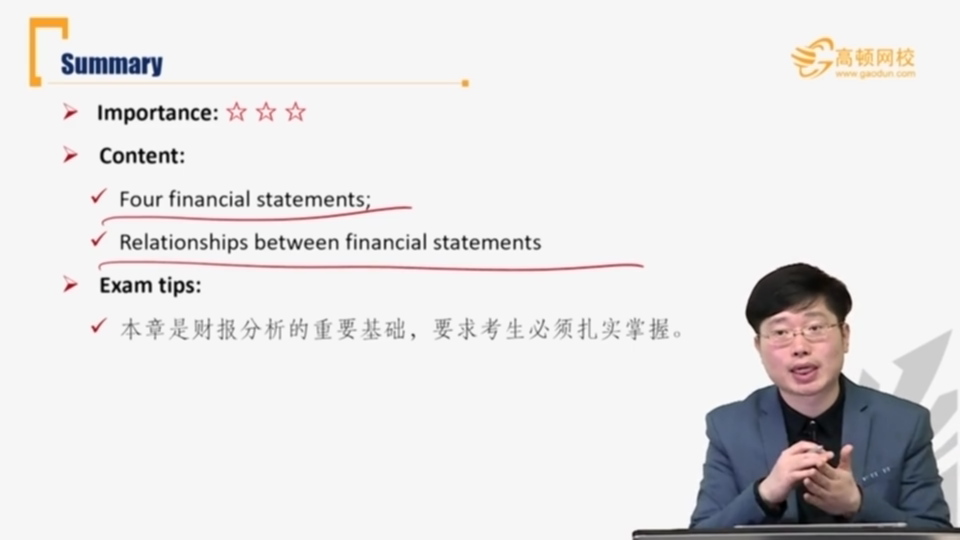 Summary
高顿网校
www.gaodun.com
Importance: ☆ ☆ ☆
Content:
Four financial statements;
Relationships between financial statements
Exam tips:
本章是财报分析的重要基础，要求考生必须扎实掌握。